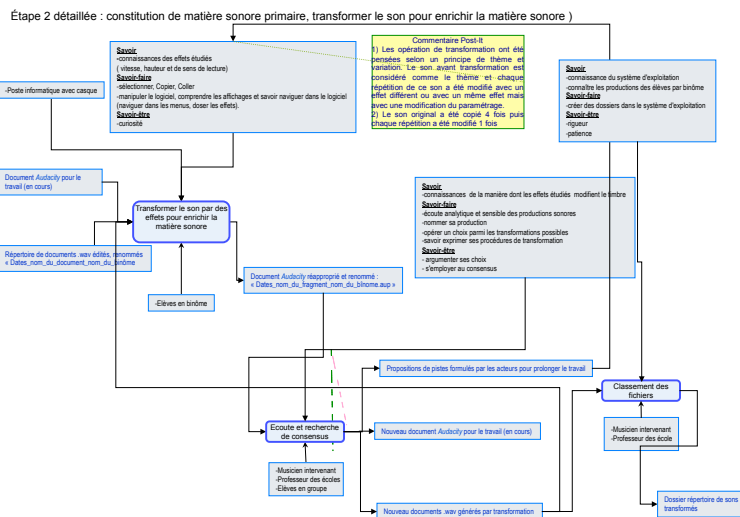 Étape 2 détaillée : constitution de matière sonore primaire, transformer le son pour enrichir la matière sonore )
Savoir
-connaissances des effets étudiés
( vitesse, hauteur et de sens de lecture)
Savoir-faire
-sélectionner, Copier, Coller
-manipuler le logiciel, comprendre les affichages et savoir naviguer dans le logiciel
(naviguer dans les menus, doser les effets).
Savoir-être
-curiosité
Commentaire Post-It
1) Les opération de transformation ont été
pensées selon un principe de thème et
variation. Le son avant transformation est
considéré comme le thème et chaque
répétition de ce son a été modifié avec un
effet différent ou avec un même effet mais
avec une modification du paramétrage.
2) Le son original a été copié 4 fois puis
chaque répétition a été modifié 1 fois
Savoir
-connaissance du système d'exploitation
-connaître les productions des élèves par binôme
Savoir-faire
-créer des dossiers dans le système d'exploitation
Savoir-être
-rigueur
-patience
-Poste informatique avec casque
Document Audacity pour le
travail (en cours)
Transformer le son par des
effets pour enrichir la
matière sonore
Savoir
-connaissances de la manière dont les effets étudiés modifient le timbre
Savoir-faire
-écoute analytique et sensible des productions sonores
-nommer sa production
-opérer un choix parmi les transformations possibles
-savoir exprimer ses procédures de transformation
Savoir-être
- argumenter ses choix
- s'employer au consensus
Répertoire de documents .wav édités, renommés
« Dates_nom_du_document_nom_du_binôme
Document Audacity réapproprié et renommé :
« Dates_nom_du_fragment_nom_du_bînome.aup »
-Elèves en binôme
Propositions de pistes formulés par les acteurs pour prolonger le travail
Classement des
fichiers
Ecoute et recherche
de consensus
Nouveau document Audacity pour le travail (en cours)
-Musicien intervenant
-Professeur des école
-Musicien intervenant
-Professeur des écoles
-Elèves en groupe
Nouveau documents .wav générés par transformation
Dossier répertoire de sons
transformés